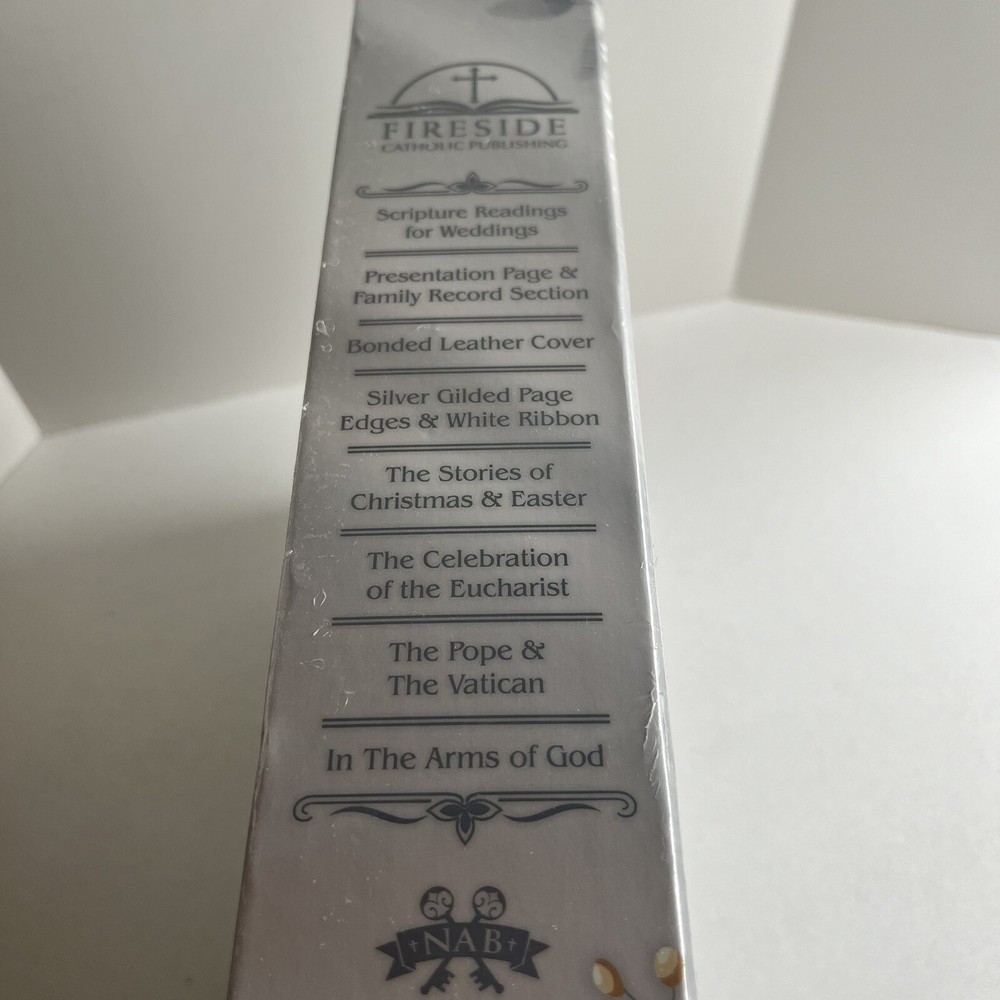 FIRESIDE
CATHOLIC PUBLISHING
Scripture Readings
for Weddings
Presentation Page &
Family Record Section
Bonded Leather Cover
Silver Gilded Page
Edges & White Ribbon
The Stories of
Christmas & Easter
The Celebration
of the Eucharist
The Pope &
The Vatican
In The Arms of God
NAB